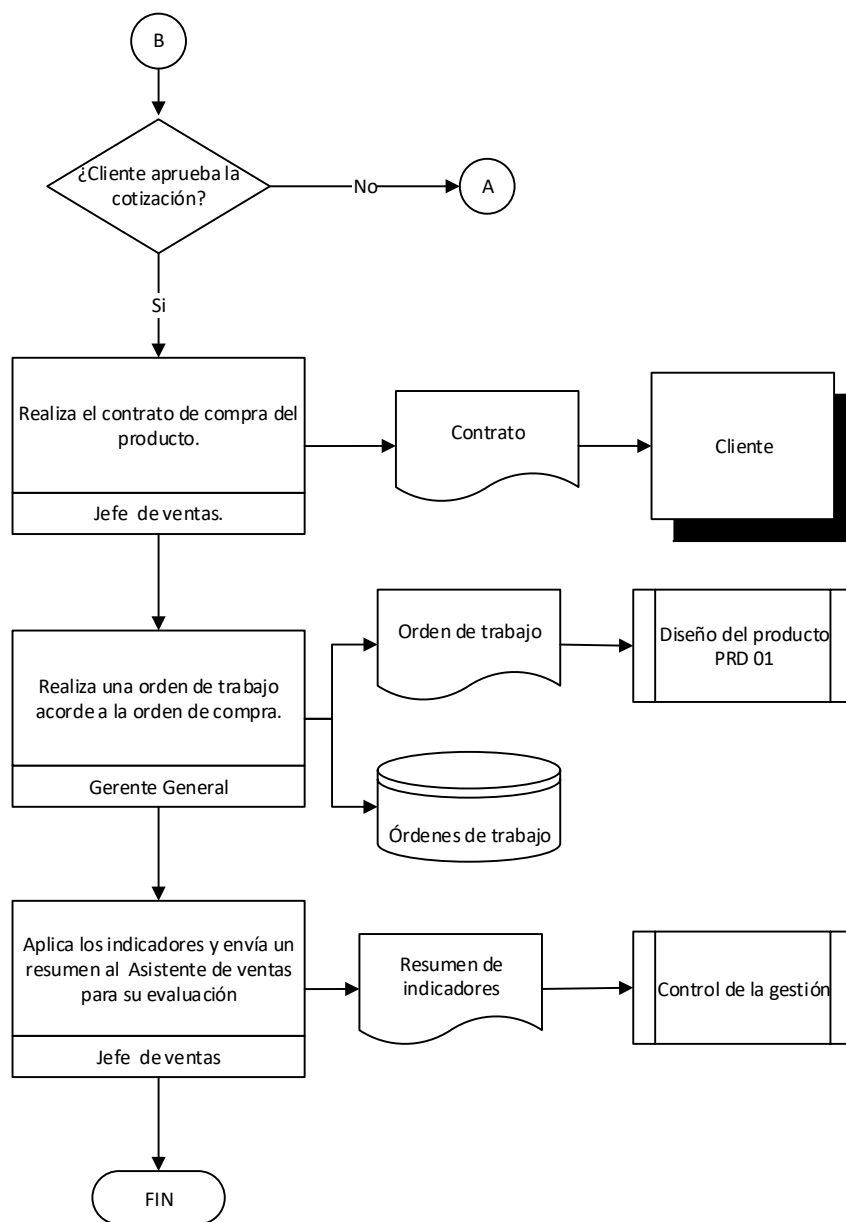 B
¿Cliente aprueba la
cotización?
No
A
Si
Realiza el contrato de compra del
producto.
Jefe de ventas.
Contrato
Cliente
Realiza una orden de trabajo
acorde a la orden de compra.
Gerente General
Orden de trabajo
Diseño del producto
PRD 01
Órdenes de trabajo
Aplica los indicadores y envía un
resumen al Asistente de ventas
para su evaluación
Jefe de ventas
Resumen de
indicadores
Control de la gestión
FIN